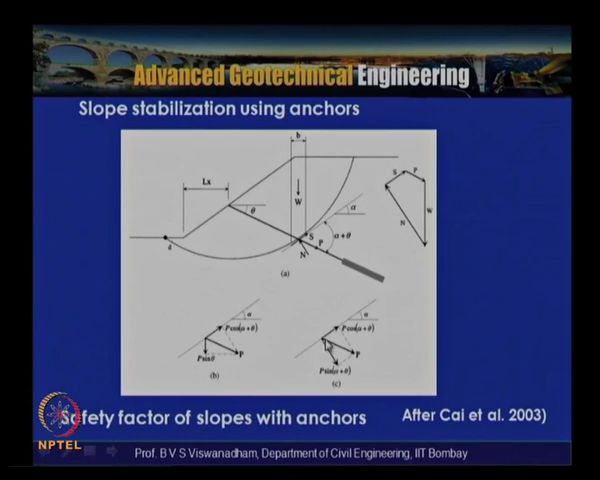 Advanced Geotechnical Engineering
Slope stabilization using anchors
b
Lx
W
S
P
W
N
θ
α
S
P
α+θ
N
(a)
α
Pcos(α+θ)
P
Psinθ
(b)
α
Pcos(α+θ)
P
Psin(α+θ)
(c)
Safety factor of slopes with anchors
After Cai et al. 2003)
NPTEL
Prof. B V S Viswanadham, Department of Civil Engineering, IIT Bombay